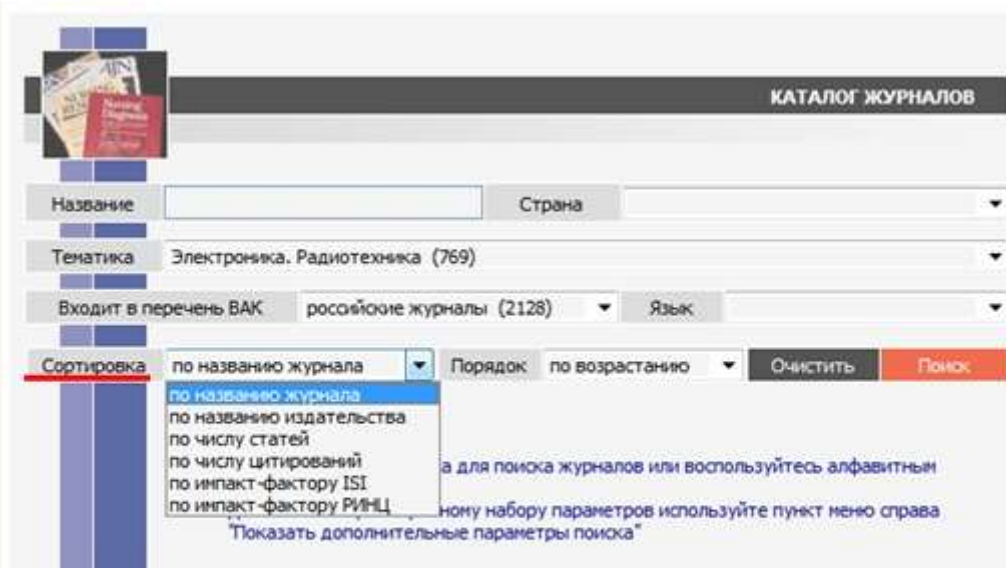 AJN
Nursing
Diagnosis
КАТАЛОГ ЖУРНАЛОВ
Название Страна
Тематика Электроника. Радиотехника (769)
Входит в перечень ВАК российские журналы (2128) Язык
Сортировка по названию журнала Порядок по возрастанию Очистить Поиск
по названию журнала
по названию издательства
по числу статей
по числу цитирований
по импакт-фактору ISI
по импакт-фактору РИНЦ
а для поиска журналов или воспользуйтесь алфавитным
ному набору параметров используйте пункт меню справа
"Показать дополнительные параметры поиска"